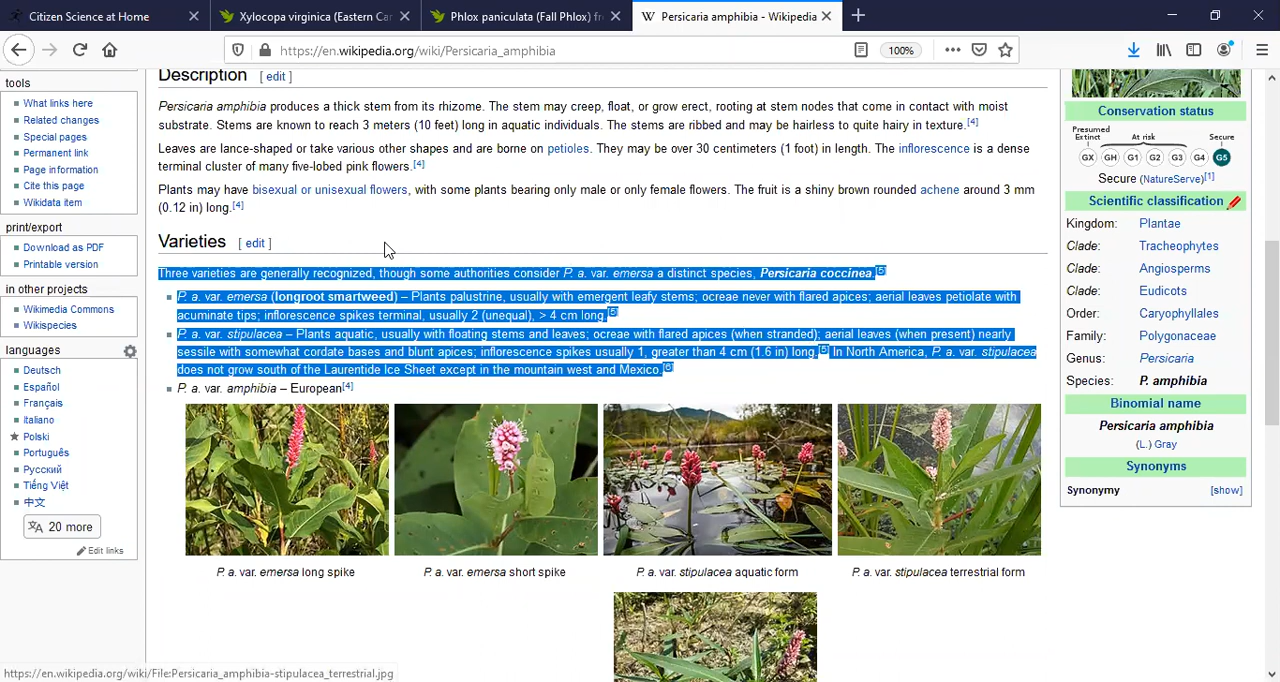 Citizen Science at Home
Xylocopa virginica (Eastern Car
Phlox paniculata (Fall Phlox) fr
W Persicaria amphibia - Wikipedia
https://en.wikipedia.org/wiki/Persicaria_amphibia
100%
tools
What links here
Related changes
Special pages
Permanent link
Page information
Cite this page
Wikidata item
print/export
Download as PDF
Printable version
in other projects
Wikimedia Commons
Wikispecies
languages
Deutsch
Español
Français
Italiano
Polski
Português
Русский
Tiếng Việt
中文
20 more
Edit links
Description [ edit ]
Persicaria amphibia produces a thick stem from its rhizome. The stem may creep, float, or grow erect, rooting at stem nodes that come in contact with moist
substrate. Stems are known to reach 3 meters (10 feet) long in aquatic individuals. The stems are ribbed and may be hairless to quite hairy in texture.[4]
Leaves are lance-shaped or take various other shapes and are born on petioles. They may be over 30 centimeters (1 foot) in length. The inflorescence is a dense
terminal cluster of many five-lobed pink flowers.[4]
Plants may have bisexual or unisexual flowers, with some plants bearing only male or only female flowers. The fruit is a shiny brown rounded achene around 3 mm
(0.12 in) long.[4]
Varieties [ edit ]
Three varieties are generally recognized, though some authorities consider P. a. var. emersa a distinct species, Persicaria coccinea.[5]
P. a. var. emersa (longroot smartweed) – Plants palustrine, usually with emergent leafy stems; ocreae never with flared apices; aerial leaves petiolate with
acuminate tips; inflorescence spikes terminal, usually 2 (unequal), > 4 cm long.[5]
P. a. var. stipulacea – Plants aquatic, usually with floating stems and leaves; ocreae with flared apices (when stranded); aerial leaves (when present) nearly
sessile with somewhat cordate bases and blunt apices; inflorescence spikes usually 1, greater than 4 cm (1.6 in) long.[5] In North America, P. a. var. stipulacea
does not grow south of the Laurentide Ice Sheet except in the mountain west and Mexico.[6]
P. a. var. amphibia – European[4]
P. a. var. emersa long spike
P. a. var. emersa short spike
P. a. var. stipulacea aquatic form
P. a. var. stipulacea terrestrial form
Conservation status
Presumed Extinct At risk Secure
GX GH G1 G2 G3 G4 G5
Secure (NatureServe)[1]
Scientific classification
Kingdom: Plantae
Clade: Tracheophytes
Clade: Angiosperms
Clade: Eudicots
Order: Caryophyllales
Family: Polygonaceae
Genus: Persicaria
Species: P. amphibia
Binomial name
Persicaria amphibia
(L.) Gray
Synonyms
Synonymy [show]
https://en.wikipedia.org/wiki/File:Persicaria_amphibia-stipulacea_terrestrial.jpg